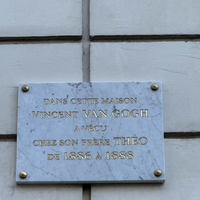 DANS CETTE MAISON
VINCENT VAN GOGH
A VÉCU
CHEZ SON FRÈRE THÉO
DE 1886 À 1888